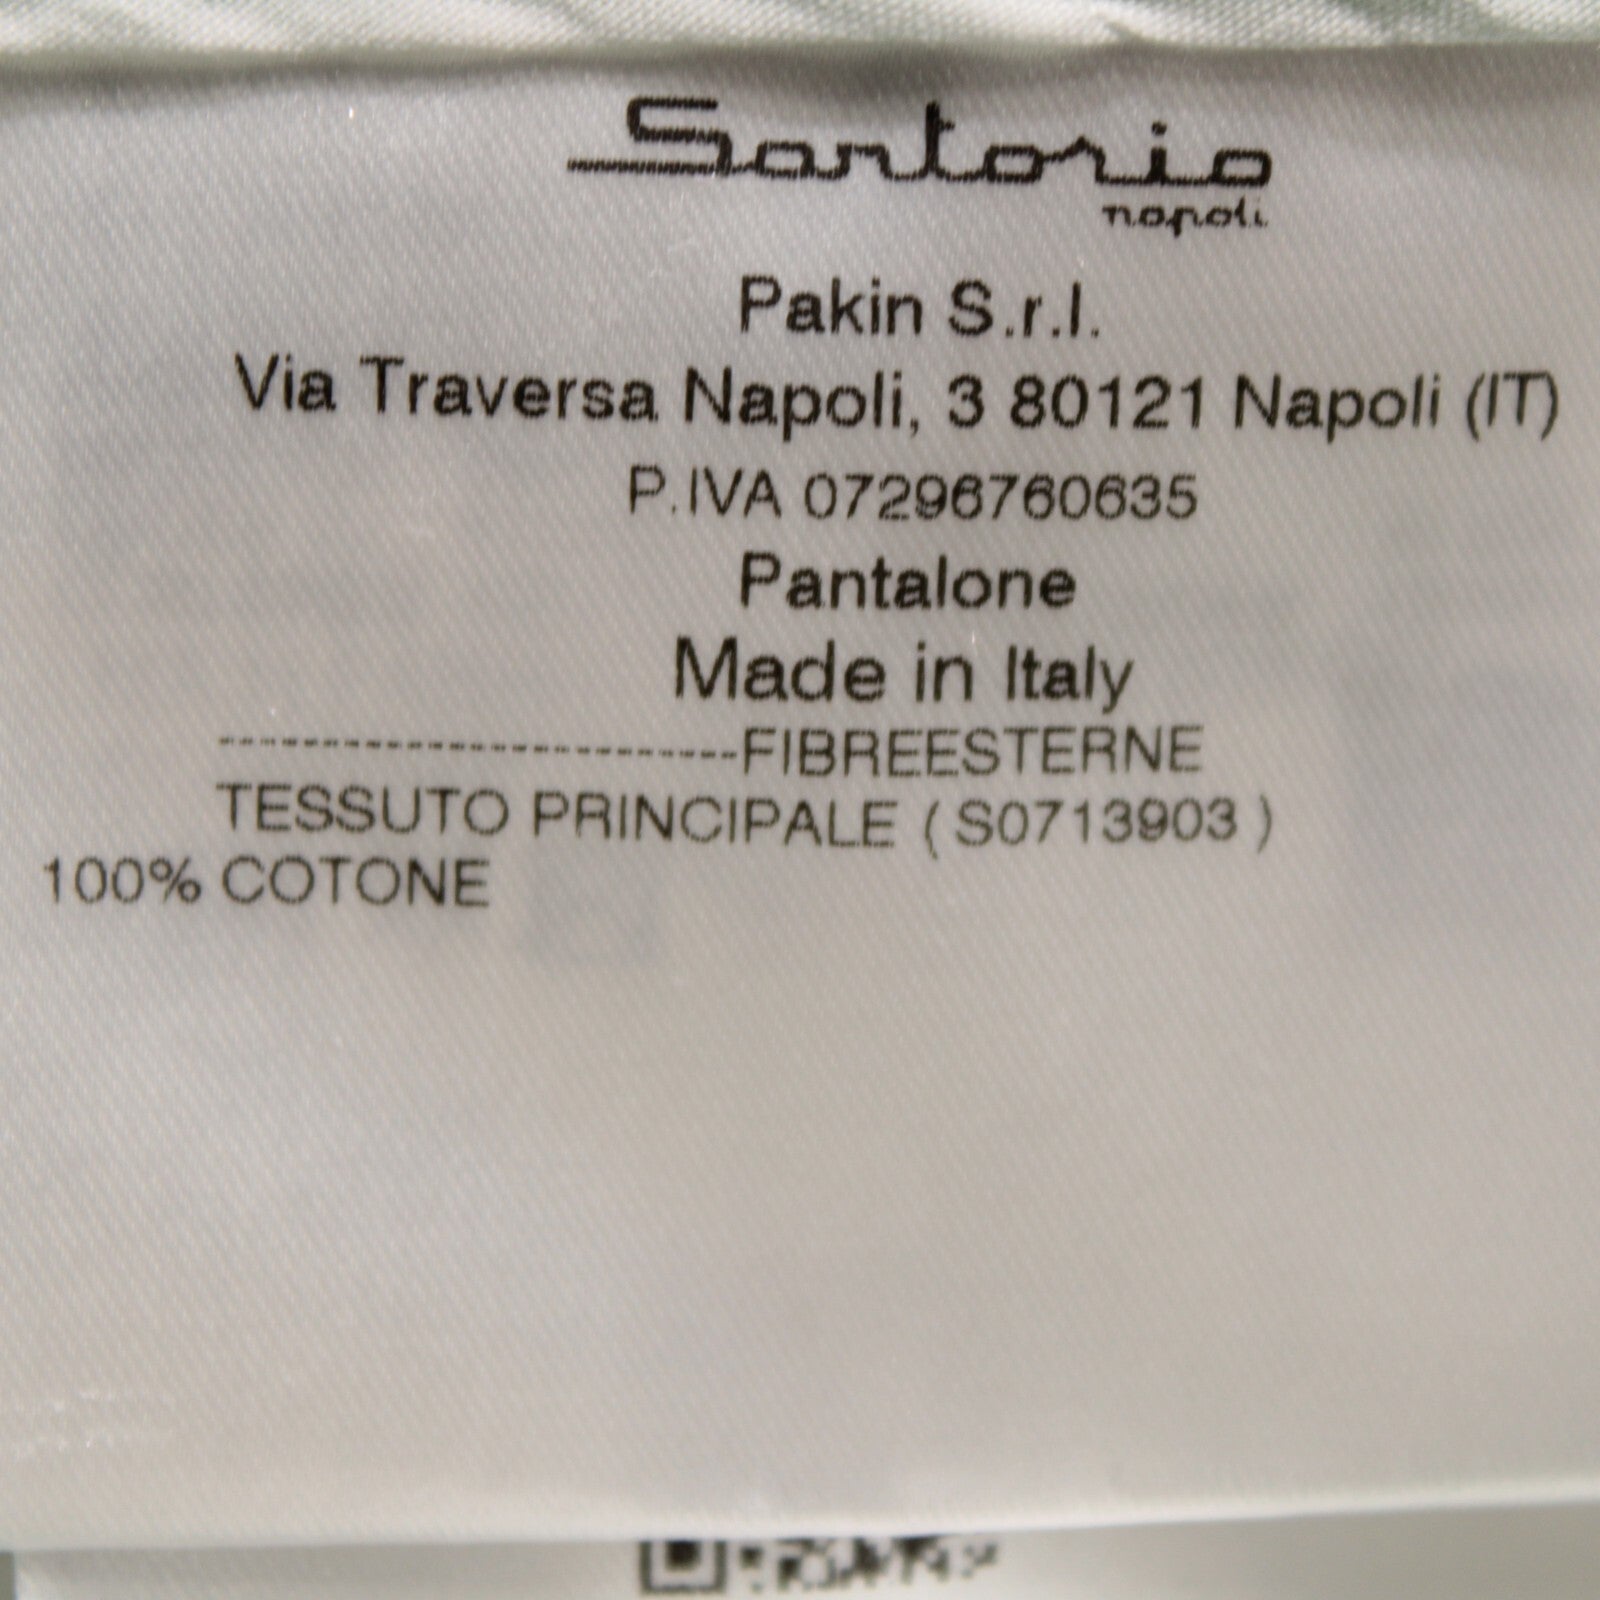 Sartorio
napoli
Pakin S.r.l.
Via Traversa Napoli, 3 80121 Napoli (IT)
P.IVA 07296760635
Pantalone
Made in Italy
-------------------------FIBREESTERNE
TESSUTO PRINCIPALE ( S0713903 )
100% COTONE